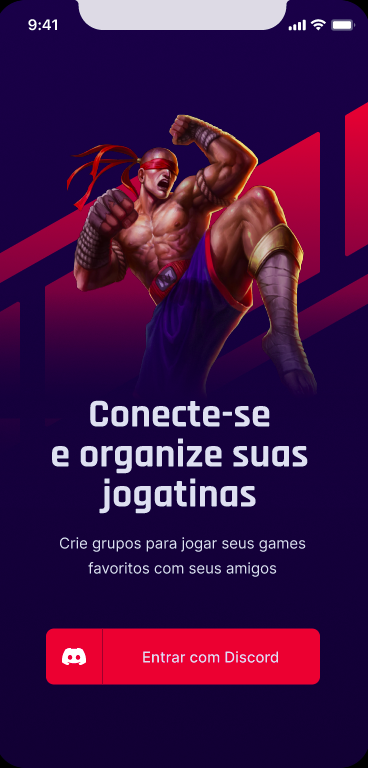 9:41
Conecte-se
e organize suas
jogatinas
Crie grupos para jogar seus games
favoritos com seus amigos
Entrar com Discord